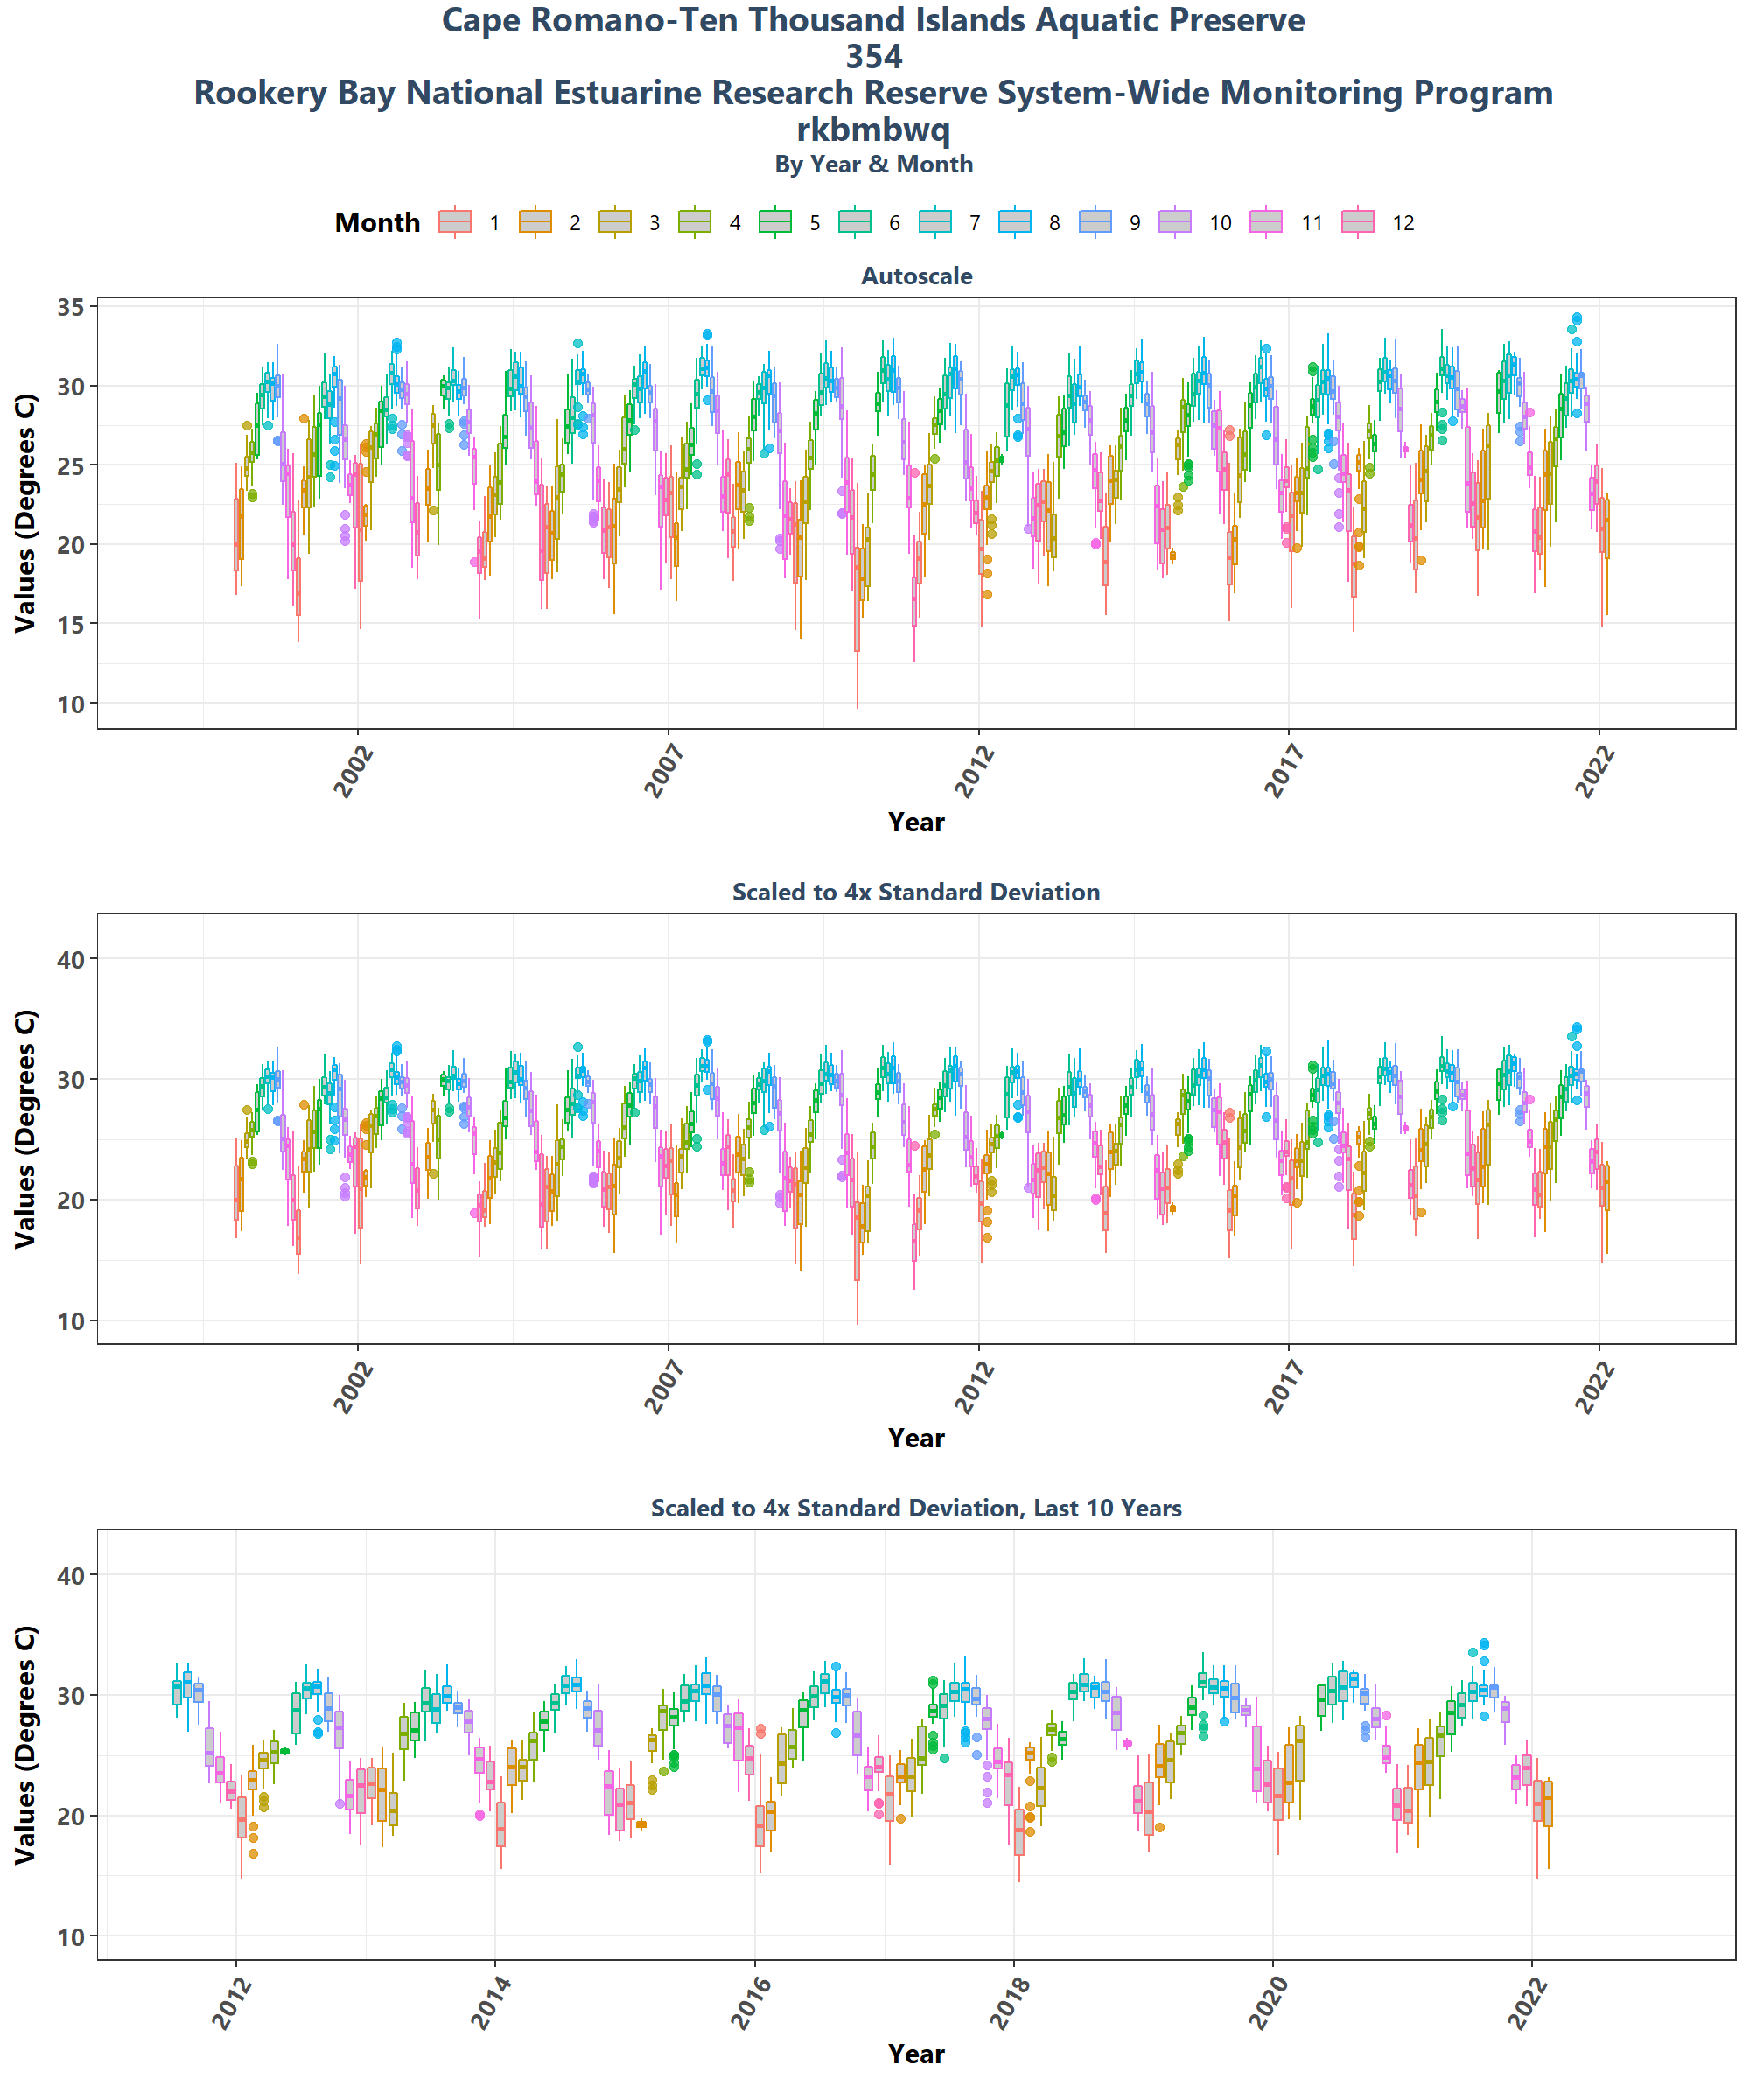 Cape Romano-Ten Thousand Islands Aquatic Preserve
354
Rookery Bay National Estuarine Research Reserve System-Wide Monitoring Program
rkbmbwq
By Year & Month
Month 1 2 3 4 5 6 7 8 9 10 11 12
Autoscale
Values (Degrees C)
35
30
25
20
15
10
2002 2007 2012 2017 2022
Year
Scaled to 4x Standard Deviation
Values (Degrees C)
40
30
20
10
2002 2007 2012 2017 2022
Year
Scaled to 4x Standard Deviation, Last 10 Years
Values (Degrees C)
40
30
20
10
2012 2014 2016 2018 2020 2022
Year